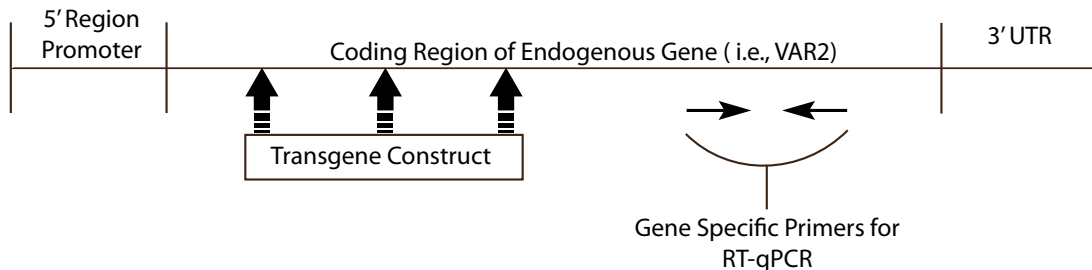 5' Region
Promoter
Coding Region of Endogenous Gene ( i.e., VAR2)
3' UTR
Transgene Construct
Gene Specific Primers for
RT-qPCR